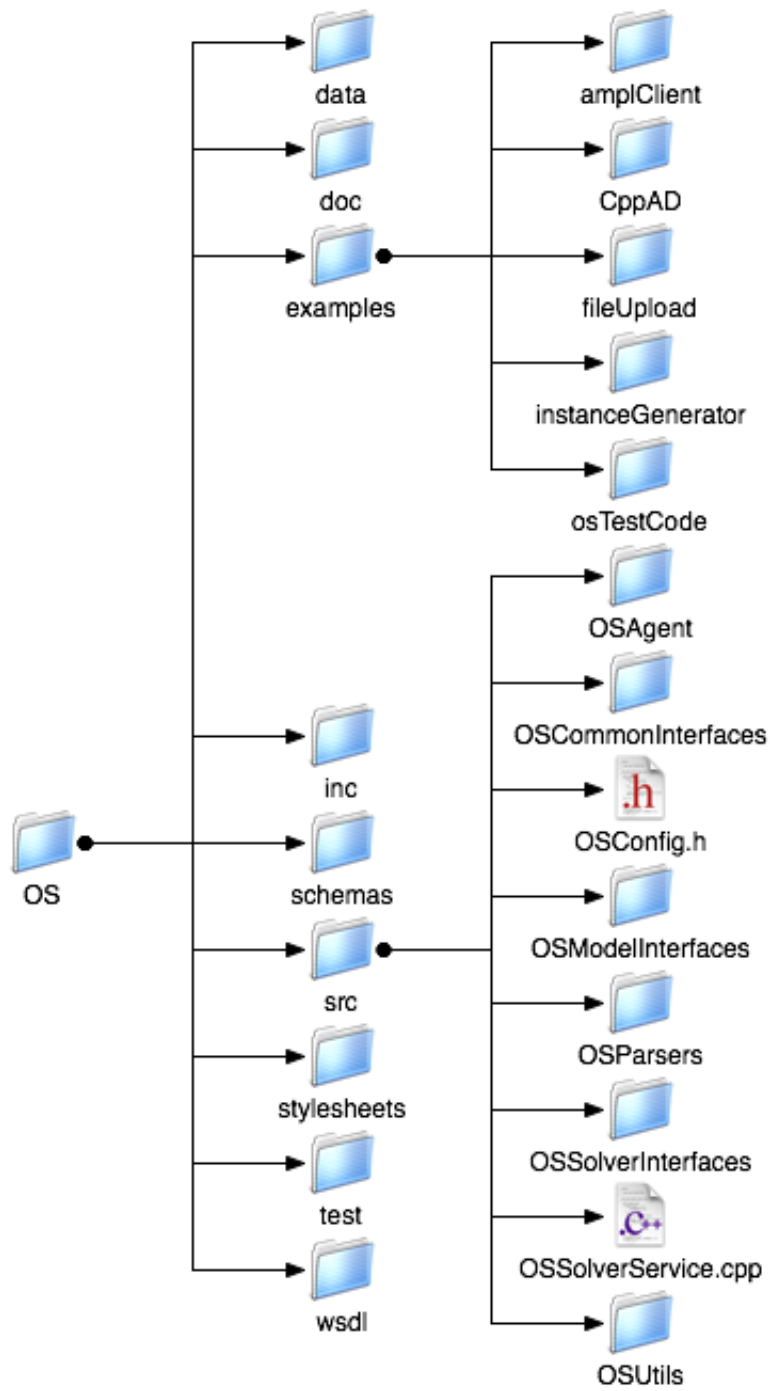 data
amplClient
doc
CppAD
examples
fileUpload
instanceGenerator
osTestCode
OSAgent
OSCommonInterfaces
inc
.h
OSConfig.h
OS
schemas
OSModelInterfaces
src
OSParsers
stylesheets
OSSolverInterfaces
test
.C++
OSSolverService.cpp
wsdl
OSUtils